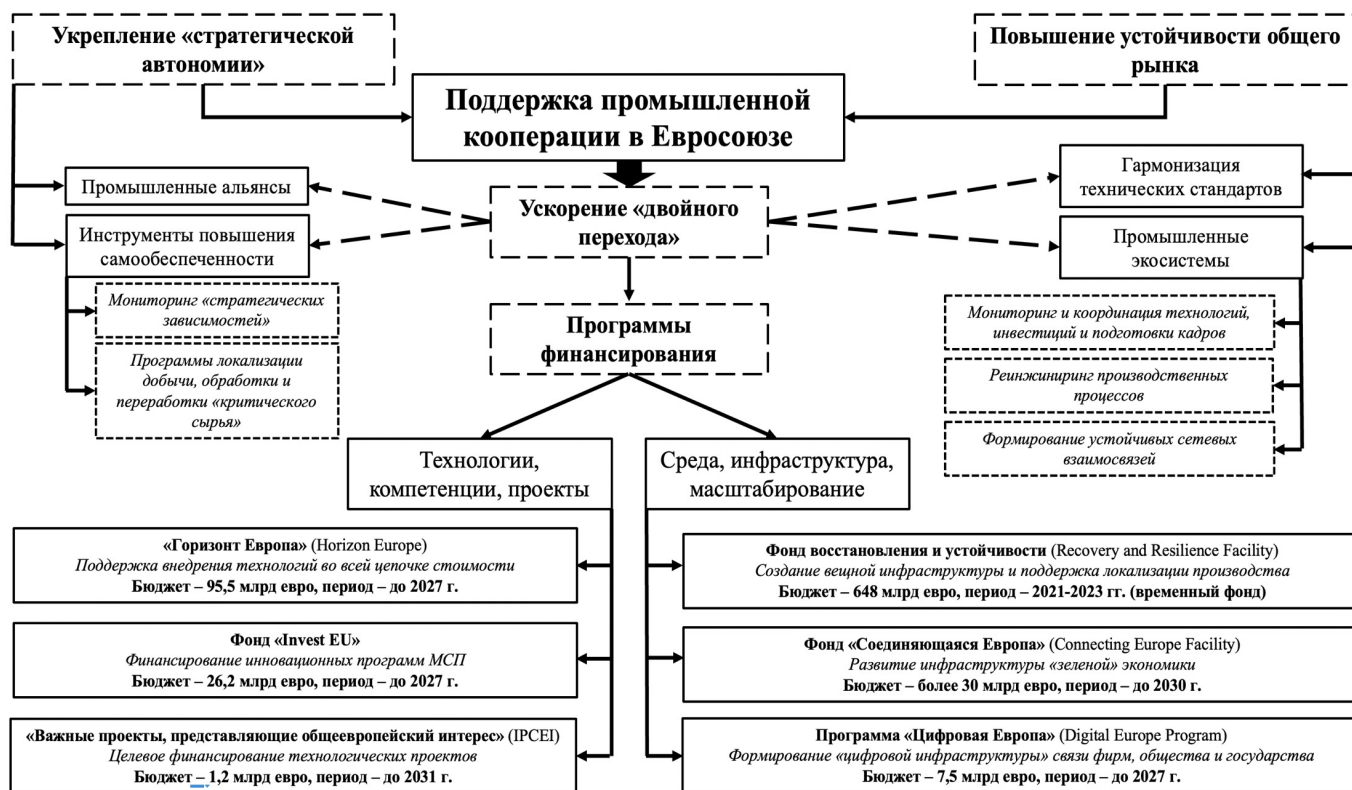 Укрепление «стратегической
автономии»
Повышение устойчивости общего
рынка
Поддержка промышленной
кооперации в Евросоюзе
Промышленные альянсы
Инструменты повышения
самообеспеченности
Мониторинг «стратегических
зависимостей»
Программы локализации
добычи, обработки и
переработки «критического
сырья»
Ускорение «двойного
перехода»
Программы
финансирования
Гармонизация
технических стандартов
Промышленные
экосистемы
Мониторинг и координация технологий,
инвестиций и подготовки кадров
Реинжиниринг производственных
процессов
Формирование устойчивых сетевых
взаимосвязей
Технологии,
компетенции, проекты
Среда, инфраструктура,
масштабирование
«Горизонт Европа» (Horizon Europe)
Поддержка внедрения технологий во всей цепочке стоимости
Бюджет – 95,5 млрд евро, период – до 2027 г.
Фонд «Invest EU»
Финансирование инновационных программ МСП
Бюджет – 26,2 млрд евро, период – до 2027 г.
«Важные проекты, представляющие общеевропейский интерес» (IPCEI)
Целевое финансирование технологических проектов
Бюджет – 1,2 млрд евро, период – до 2031 г.
Фонд восстановления и устойчивости (Recovery and Resilience Facility)
Создание вещной инфраструктуры и поддержка локализации производства
Бюджет – 648 млрд евро, период – 2021-2023 гг. (временный фонд)
Фонд «Соединяющаяся Европа» (Connecting Europe Facility)
Развитие инфраструктуры «зеленой» экономики
Бюджет – более 30 млрд евро, период – до 2030 г.
Программа «Цифровая Европа» (Digital Europe Program)
Формирование «цифровой инфраструктуры» связи фирм, общества и государства
Бюджет – 7,5 млрд евро, период – до 2027 г.